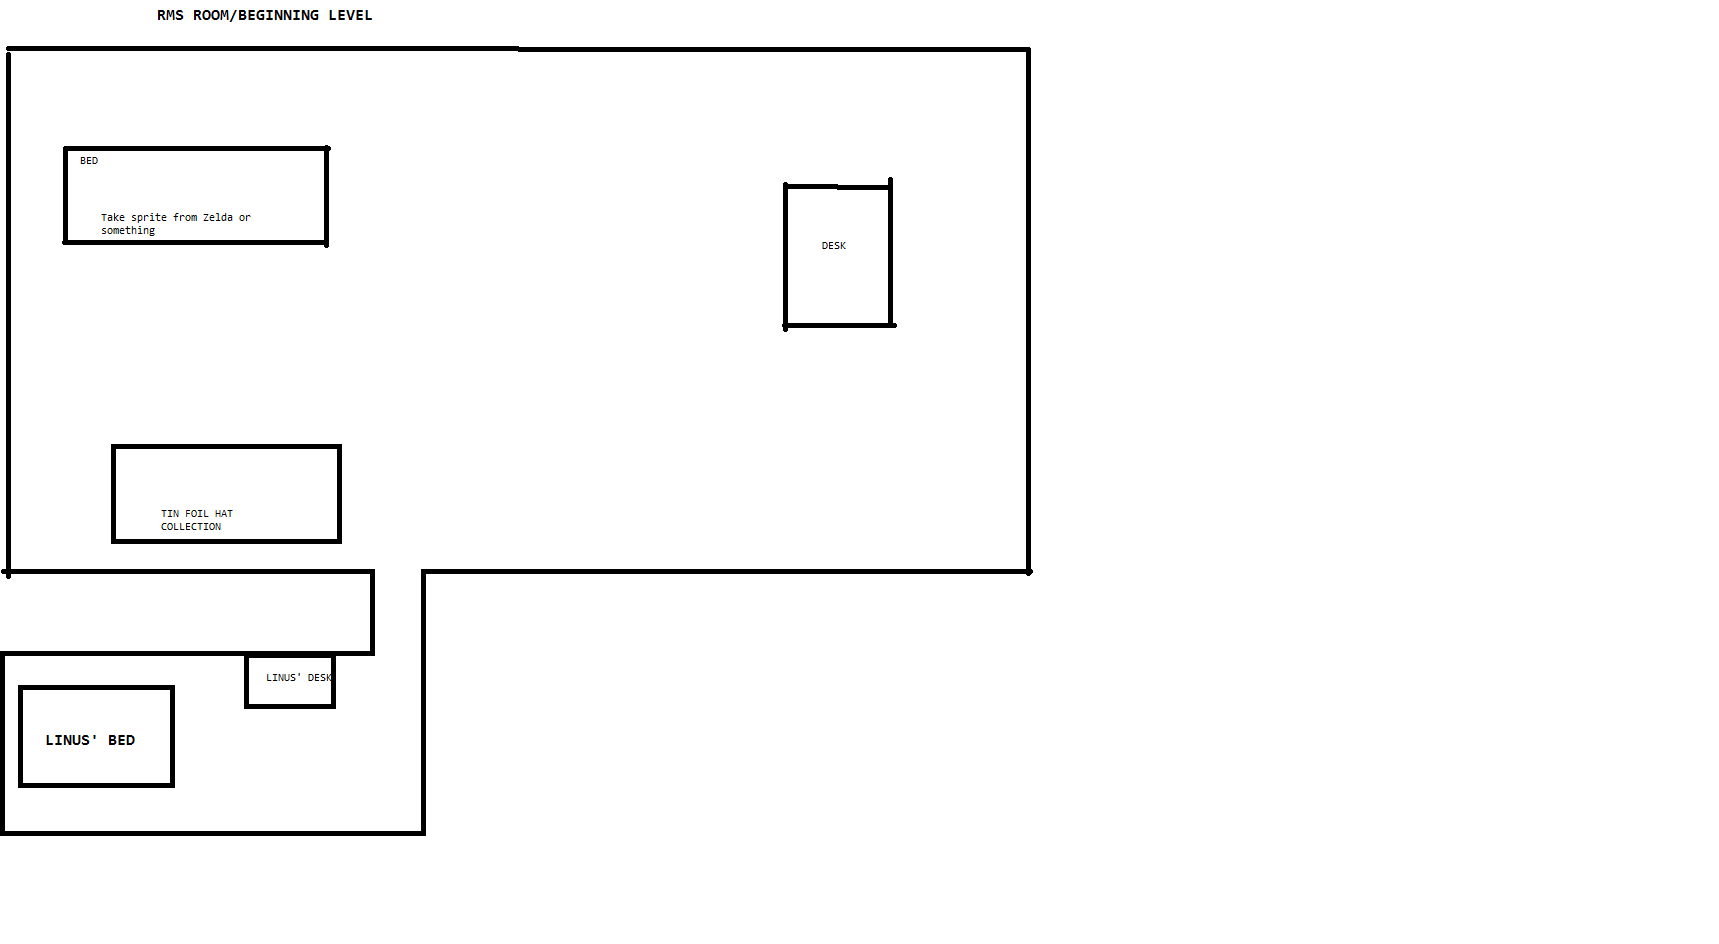 RMS ROOM/BEGINNING LEVEL
BED
Take sprite from Zelda or
something
DESK
TIN FOIL HAT
COLLECTION
LINUS' DESK
LINUS' BED